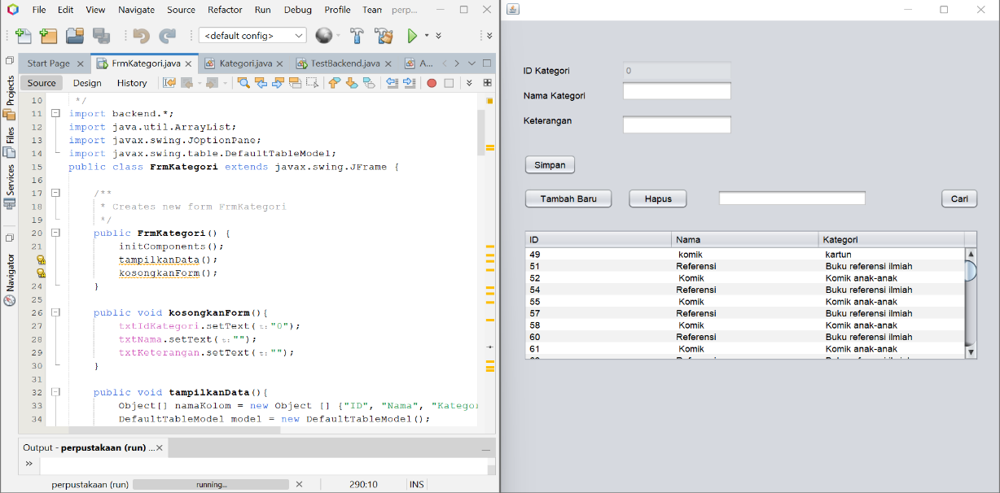 File Edit View Navigate Source Refactor Run Debug Profile Team perp...
<default config>
Start Page FrmKategori.java Kategori.java TestBackend.java A...
Source Design History
Projects
Files
Services
Navigator
10 */
11 import backend.*;
12 import java.util.ArrayList;
13 import javax.swing.JOptionPane;
14 import javax.swing.table.DefaultTableModel;
15 public class FrmKategori extends javax.swing.JFrame {
16
17 /**
18 * Creates new form FrmKategori
19 */
20 public FrmKategori() {
21 initComponents();
tampilkanData();
kosongkanForm();
24 }
25
26 public void kosongkanForm(){
27 txtIdKategori.setText(t:"0");
28 txtNama.setText(t:"");
29 txtKeterangan.setText(t:"");
30 }
31
32 public void tampilkanData(){
33 Object[] namaKolom = new Object [] {"ID", "Nama", "Kategor
34 DefaultTableModel model = new DefaultTableModel();
Output - perpustakaan (run) ...
perpustakaan (run) running... 290:10 INS
ID Kategori 0
Nama Kategori
Keterangan
Simpan
Tambah Baru Hapus Cari
ID Nama Kategori
49 komik kartun
51 Referensi Buku referensi ilmiah
52 Komik Komik anak-anak
54 Referensi Buku referensi ilmiah
55 Komik Komik anak-anak
57 Referensi Buku referensi ilmiah
58 Komik Komik anak-anak
60 Referensi Buku referensi ilmiah
61 Komik Komik anak-anak